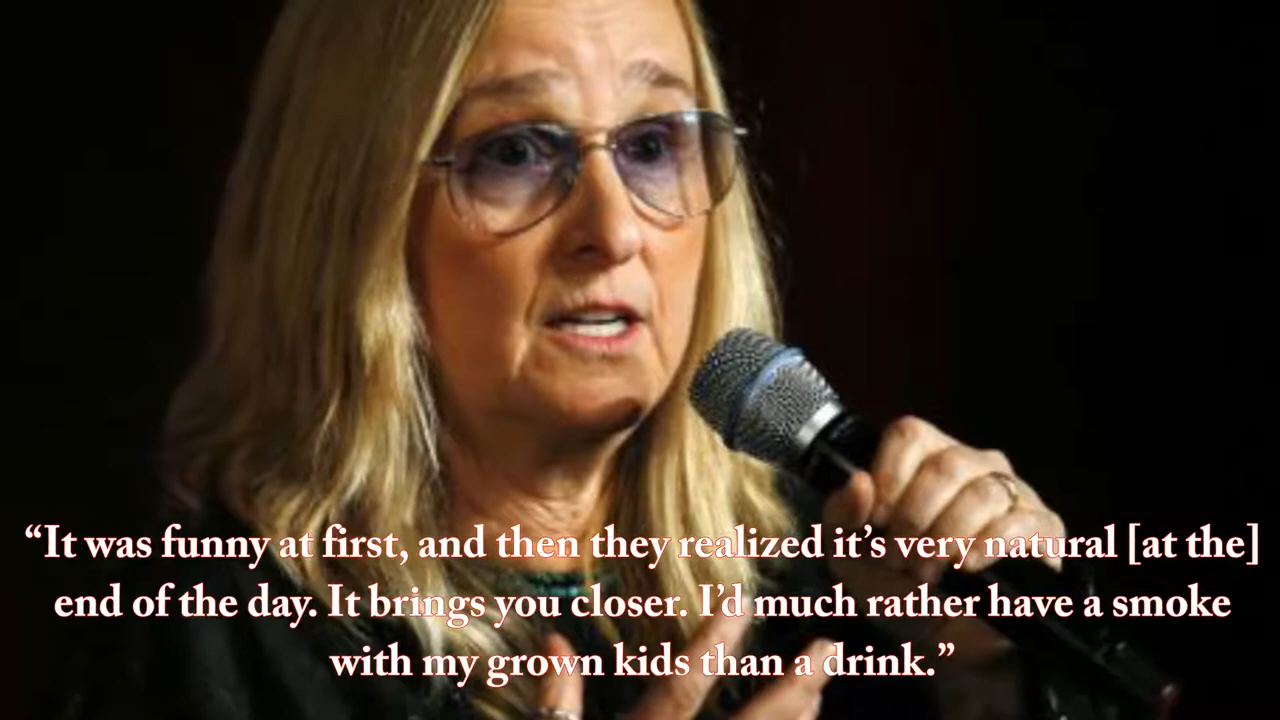 “It was funny at first, and then they realized it’s very natural [at the]
end of the day. It brings you closer. I’d much rather have a smoke
with my grown kids than a drink.”